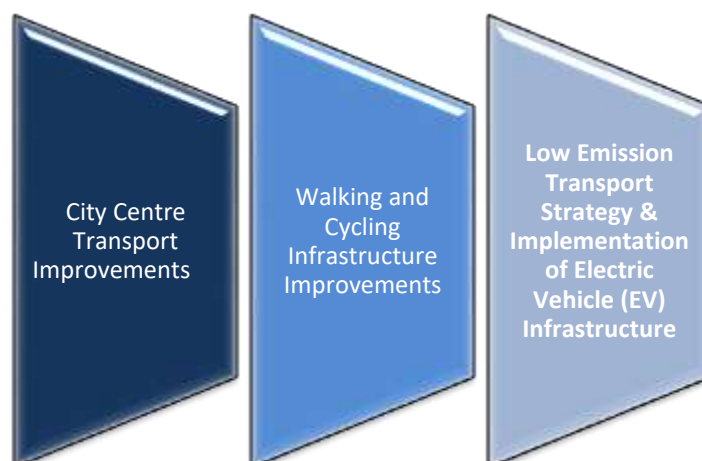 City Centre
Transport
Improvements
Walking and
Cycling
Infrastructure
Improvements
Low Emission
Transport
Strategy &
Implementation
of Electric
Vehicle (EV)
Infrastructure